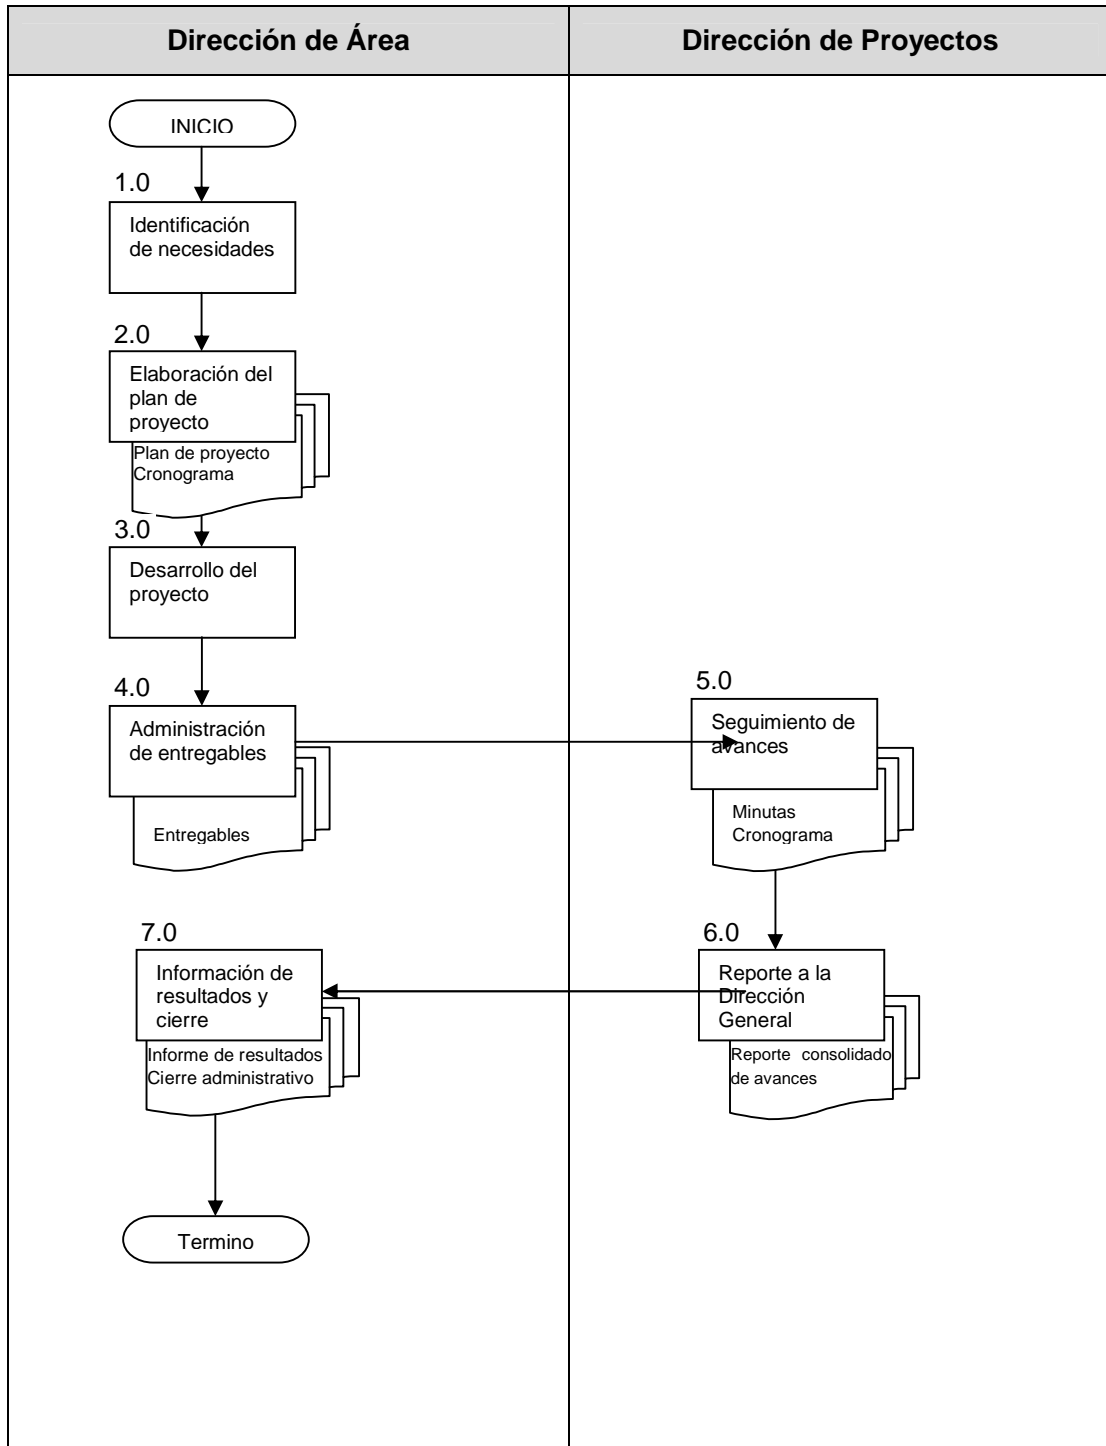 Dirección de Área
Dirección de Proyectos
INICIO
1.0
Identificación
de necesidades
2.0
Elaboración del
plan de
proyecto
Plan de proyecto
Cronograma
3.0
Desarrollo del
proyecto
4.0
Administración
de entregables
Entregables
5.0
Seguimiento de
avances
Minutas
Cronograma
6.0
Reporte a la
Dirección
General
Reporte consolidado
de avances
7.0
Información de
resultados y
cierre
Informe de resultados
Cierre administrativo
Termino